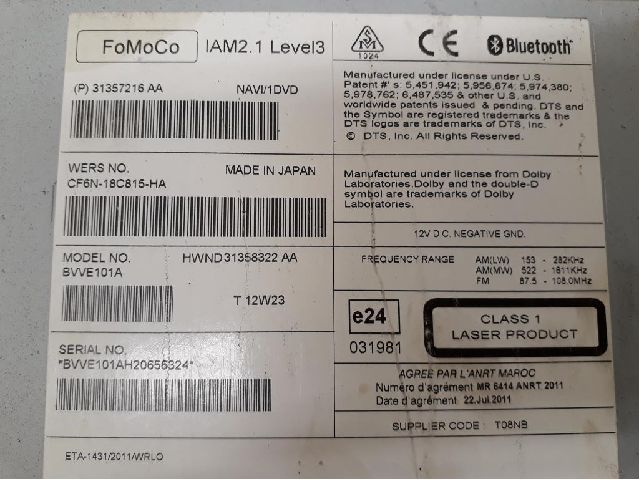 FoMoCo IAM2.1 Level3
(P) 31357216 AA NAVI/1DVD
WERS NO. MADE IN JAPAN
CF6N-18C815-HA
MODEL NO. HWND 31358322 AA
BVVE101A
T 12W23
SERIAL NO.
*BVVE101AH20656324*
ETA-1431/2011/WRLO
1024
CE
Bluetooth®
Manufactured under license under U.S.
Patent #' s : 5,451,942; 5,956,674; 5,974,380;
5,978,762; 6,487,535 & other U.S. and
worldwide patents issued & pending. DTS and
the Symbol are registered trademarks & the
DTS logos are trademarks of DTS, Inc.
© DTS, Inc. All Rights Reserved.
Manufactured under license from Dolby
Laboratories. Dolby and the double-D
symbol are trademarks of Dolby
Laboratories.
12V D.C. NEGATIVE GND.
FREQUENCY RANGE AM(LW) 153 - 282KHz
AM(MW) 522 - 1611KHz
FM 87.5 - 108.0MHz
e24
031981
CLASS 1
LASER PRODUCT
AGREE PAR L'ANRT MAROC
Numéro d'agrément MR 6414 ANRT 2011
Date d'agrément: 22.Jul.2011
SUPPLIER CODE : T08NB